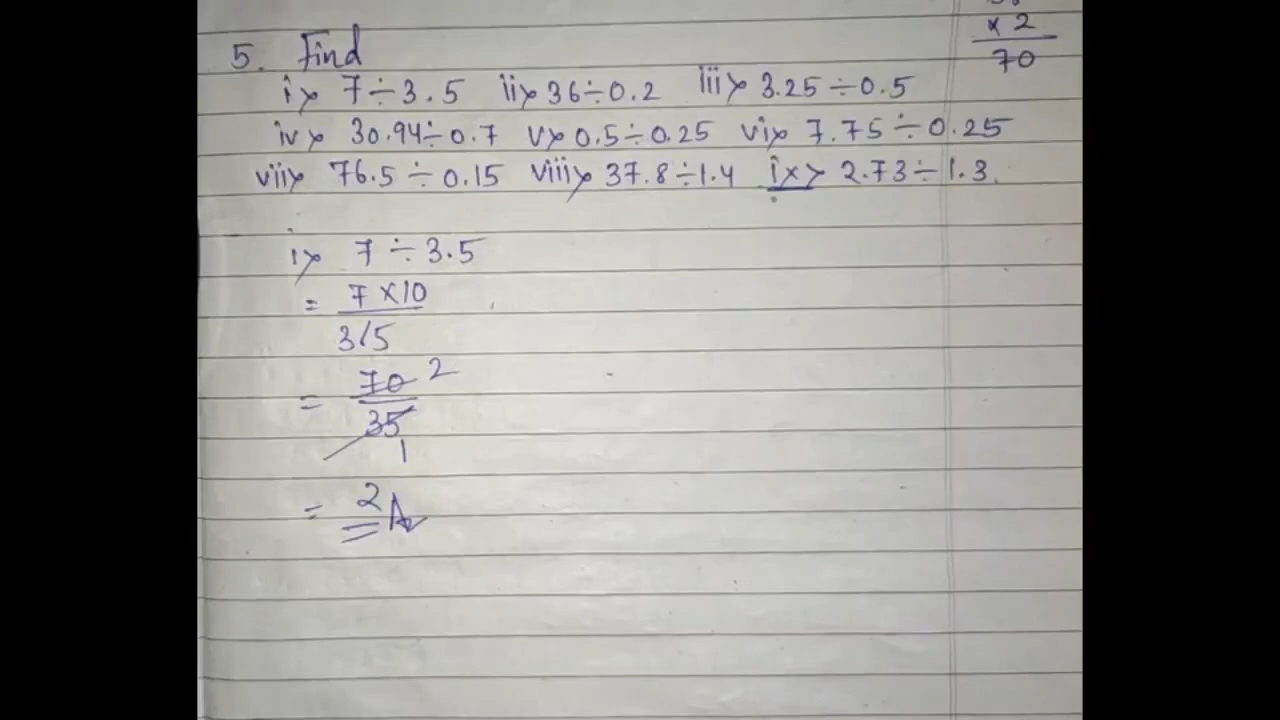 × 2
70
5. Find
i> 7÷3.5 ii> 36÷0.2 iii> 3.25÷0.5
iv> 30.94÷0.7 v> 0.5÷0.25 vi> 7.75÷0.25
vii> 76.5÷0.15 viii> 37.8÷1.4 ix> 2.73÷1.3
i> 7÷3.5
= 7×10
3/5
= 70 2
35
1
= 2 A